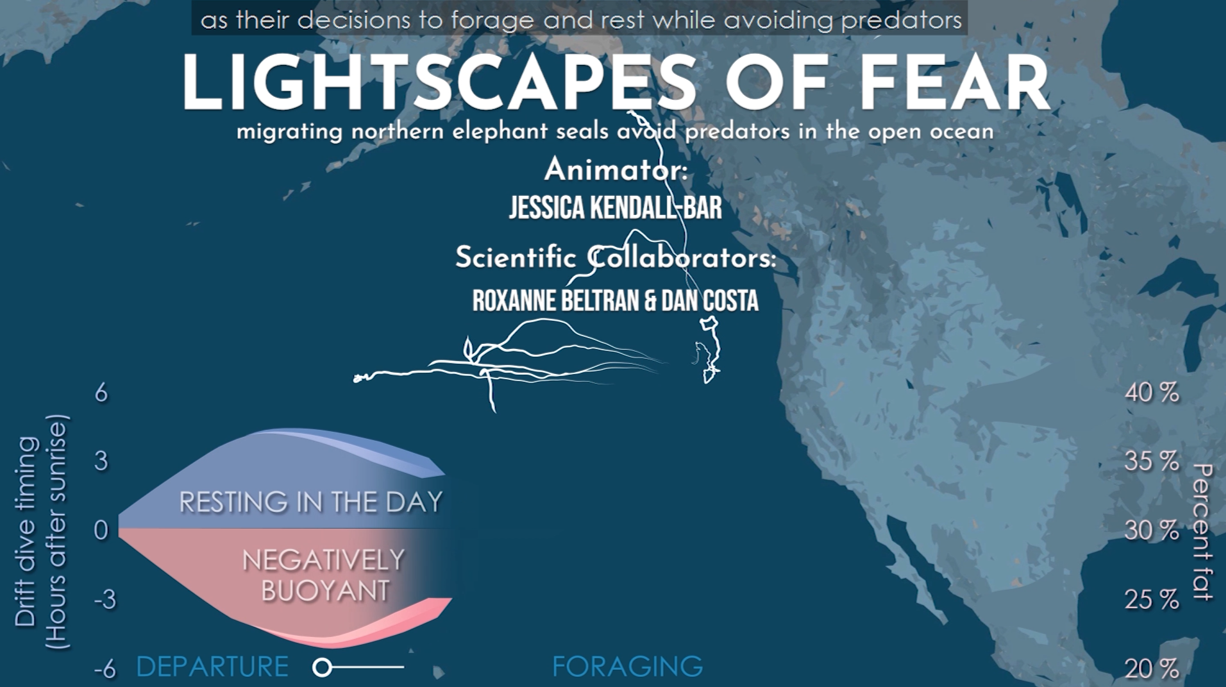 as their decisions to forage and rest while avoiding predators
LIGHTSCAPES OF FEAR
migrating northern elephant seals avoid predators in the open ocean
Animator:
JESSICA KENDALL-BAR
Scientific Collaborators:
ROXANNE BELTRAN & DAN COSTA
Drift dive timing
(Hours after sunrise)
6
3
0
-3
-6
RESTING IN THE DAY
NEGATIVELY
BUOYANT
DEPARTURE
FORAGING
40 %
35 %
30 %
25 %
20 %
Percent fat